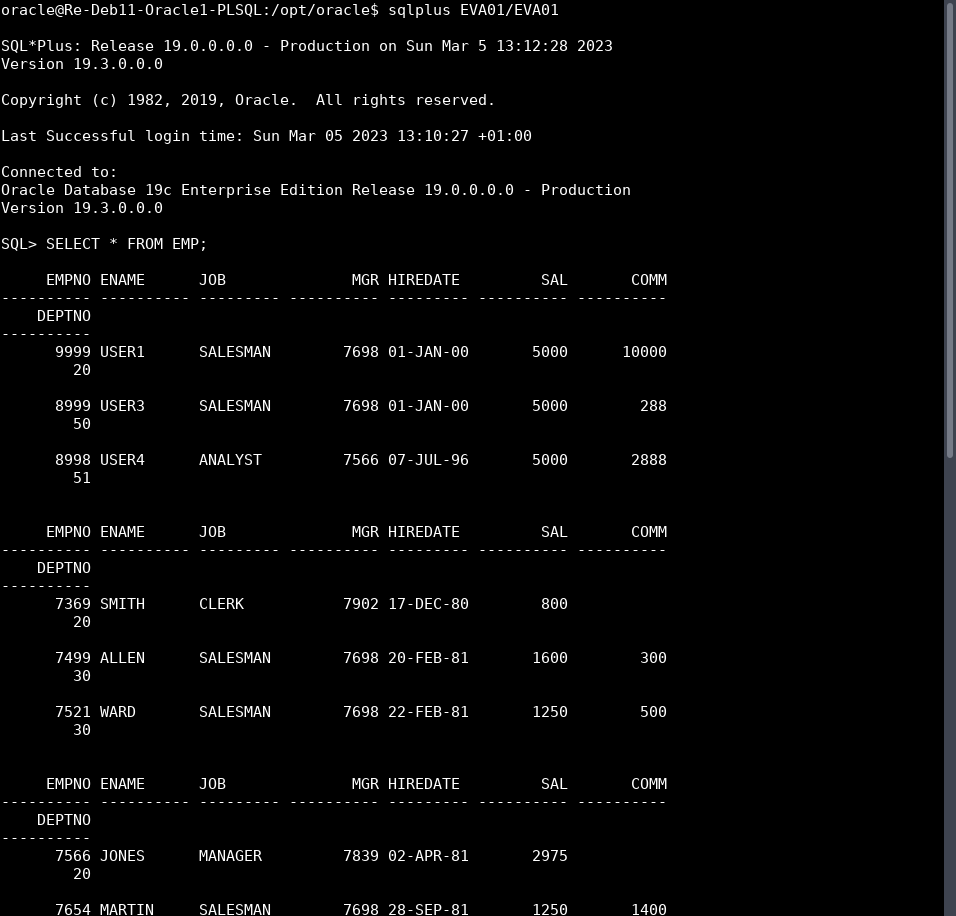 oracle@Re-Deb11-Oracle1-PLSQL:/opt/oracle$ sqlplus EVA01/EVA01

SQL*Plus: Release 19.0.0.0.0 - Production on Sun Mar 5 13:12:28 2023
Version 19.3.0.0.0

Copyright (c) 1982, 2019, Oracle.  All rights reserved.

Last Successful login time: Sun Mar 05 2023 13:10:27 +01:00

Connected to:
Oracle Database 19c Enterprise Edition Release 19.0.0.0.0 - Production
Version 19.3.0.0.0

SQL> SELECT * FROM EMP;

     EMPNO ENAME      JOB              MGR HIREDATE         SAL       COMM
---------- ---------- --------- ---------- --------- ---------- ----------
    DEPTNO
----------
      9999 USER1      SALESMAN        7698 01-JAN-00       5000      10000
        20

      8999 USER3      SALESMAN        7698 01-JAN-00       5000        288
        50

      8998 USER4      ANALYST         7566 07-JUL-96       5000       2888
        51


     EMPNO ENAME      JOB              MGR HIREDATE         SAL       COMM
---------- ---------- --------- ---------- --------- ---------- ----------
    DEPTNO
----------
      7369 SMITH      CLERK           7902 17-DEC-80        800
        20

      7499 ALLEN      SALESMAN        7698 20-FEB-81       1600        300
        30

      7521 WARD       SALESMAN        7698 22-FEB-81       1250        500
        30


     EMPNO ENAME      JOB              MGR HIREDATE         SAL       COMM
---------- ---------- --------- ---------- --------- ---------- ----------
    DEPTNO
----------
      7566 JONES      MANAGER         7839 02-APR-81       2975
        20

      7654 MARTIN     SALESMAN        7698 28-SEP-81       1250       1400